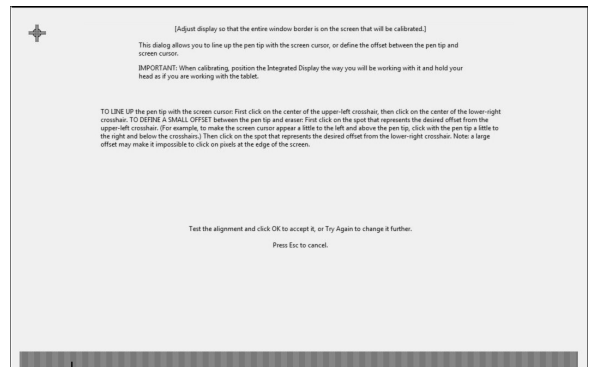 [Adjust display so that the entire window border is on the screen that will be calibrated.]
This dialog allows you to line up the pen tip with the screen cursor, or define the offset between the pen tip and
screen cursor.
IMPORTANT: When calibrating, position the Integrated Display the way you will be working with it and hold your
head as if you are working with the tablet.
TO LINE UP the pen tip with the screen cursor: First click on the center of the upper-left crosshair, then click on the center of the lower-right
crosshair. TO DEFINE A SMALL OFFSET between the pen tip and eraser: First click on the spot that represents the desired offset from the
upper-left crosshair. (For example, to make the screen cursor appear a little to the left and above the pen tip, click with the pen tip a little to
the right and below the crosshairs.) Then click on the spot that represents the desired offset from the lower-right crosshair. Note: a large
offset may make it impossible to click on pixels at the edge of the screen.
Test the alignment and click OK to accept it, or Try Again to change it further.
Press Esc to cancel.